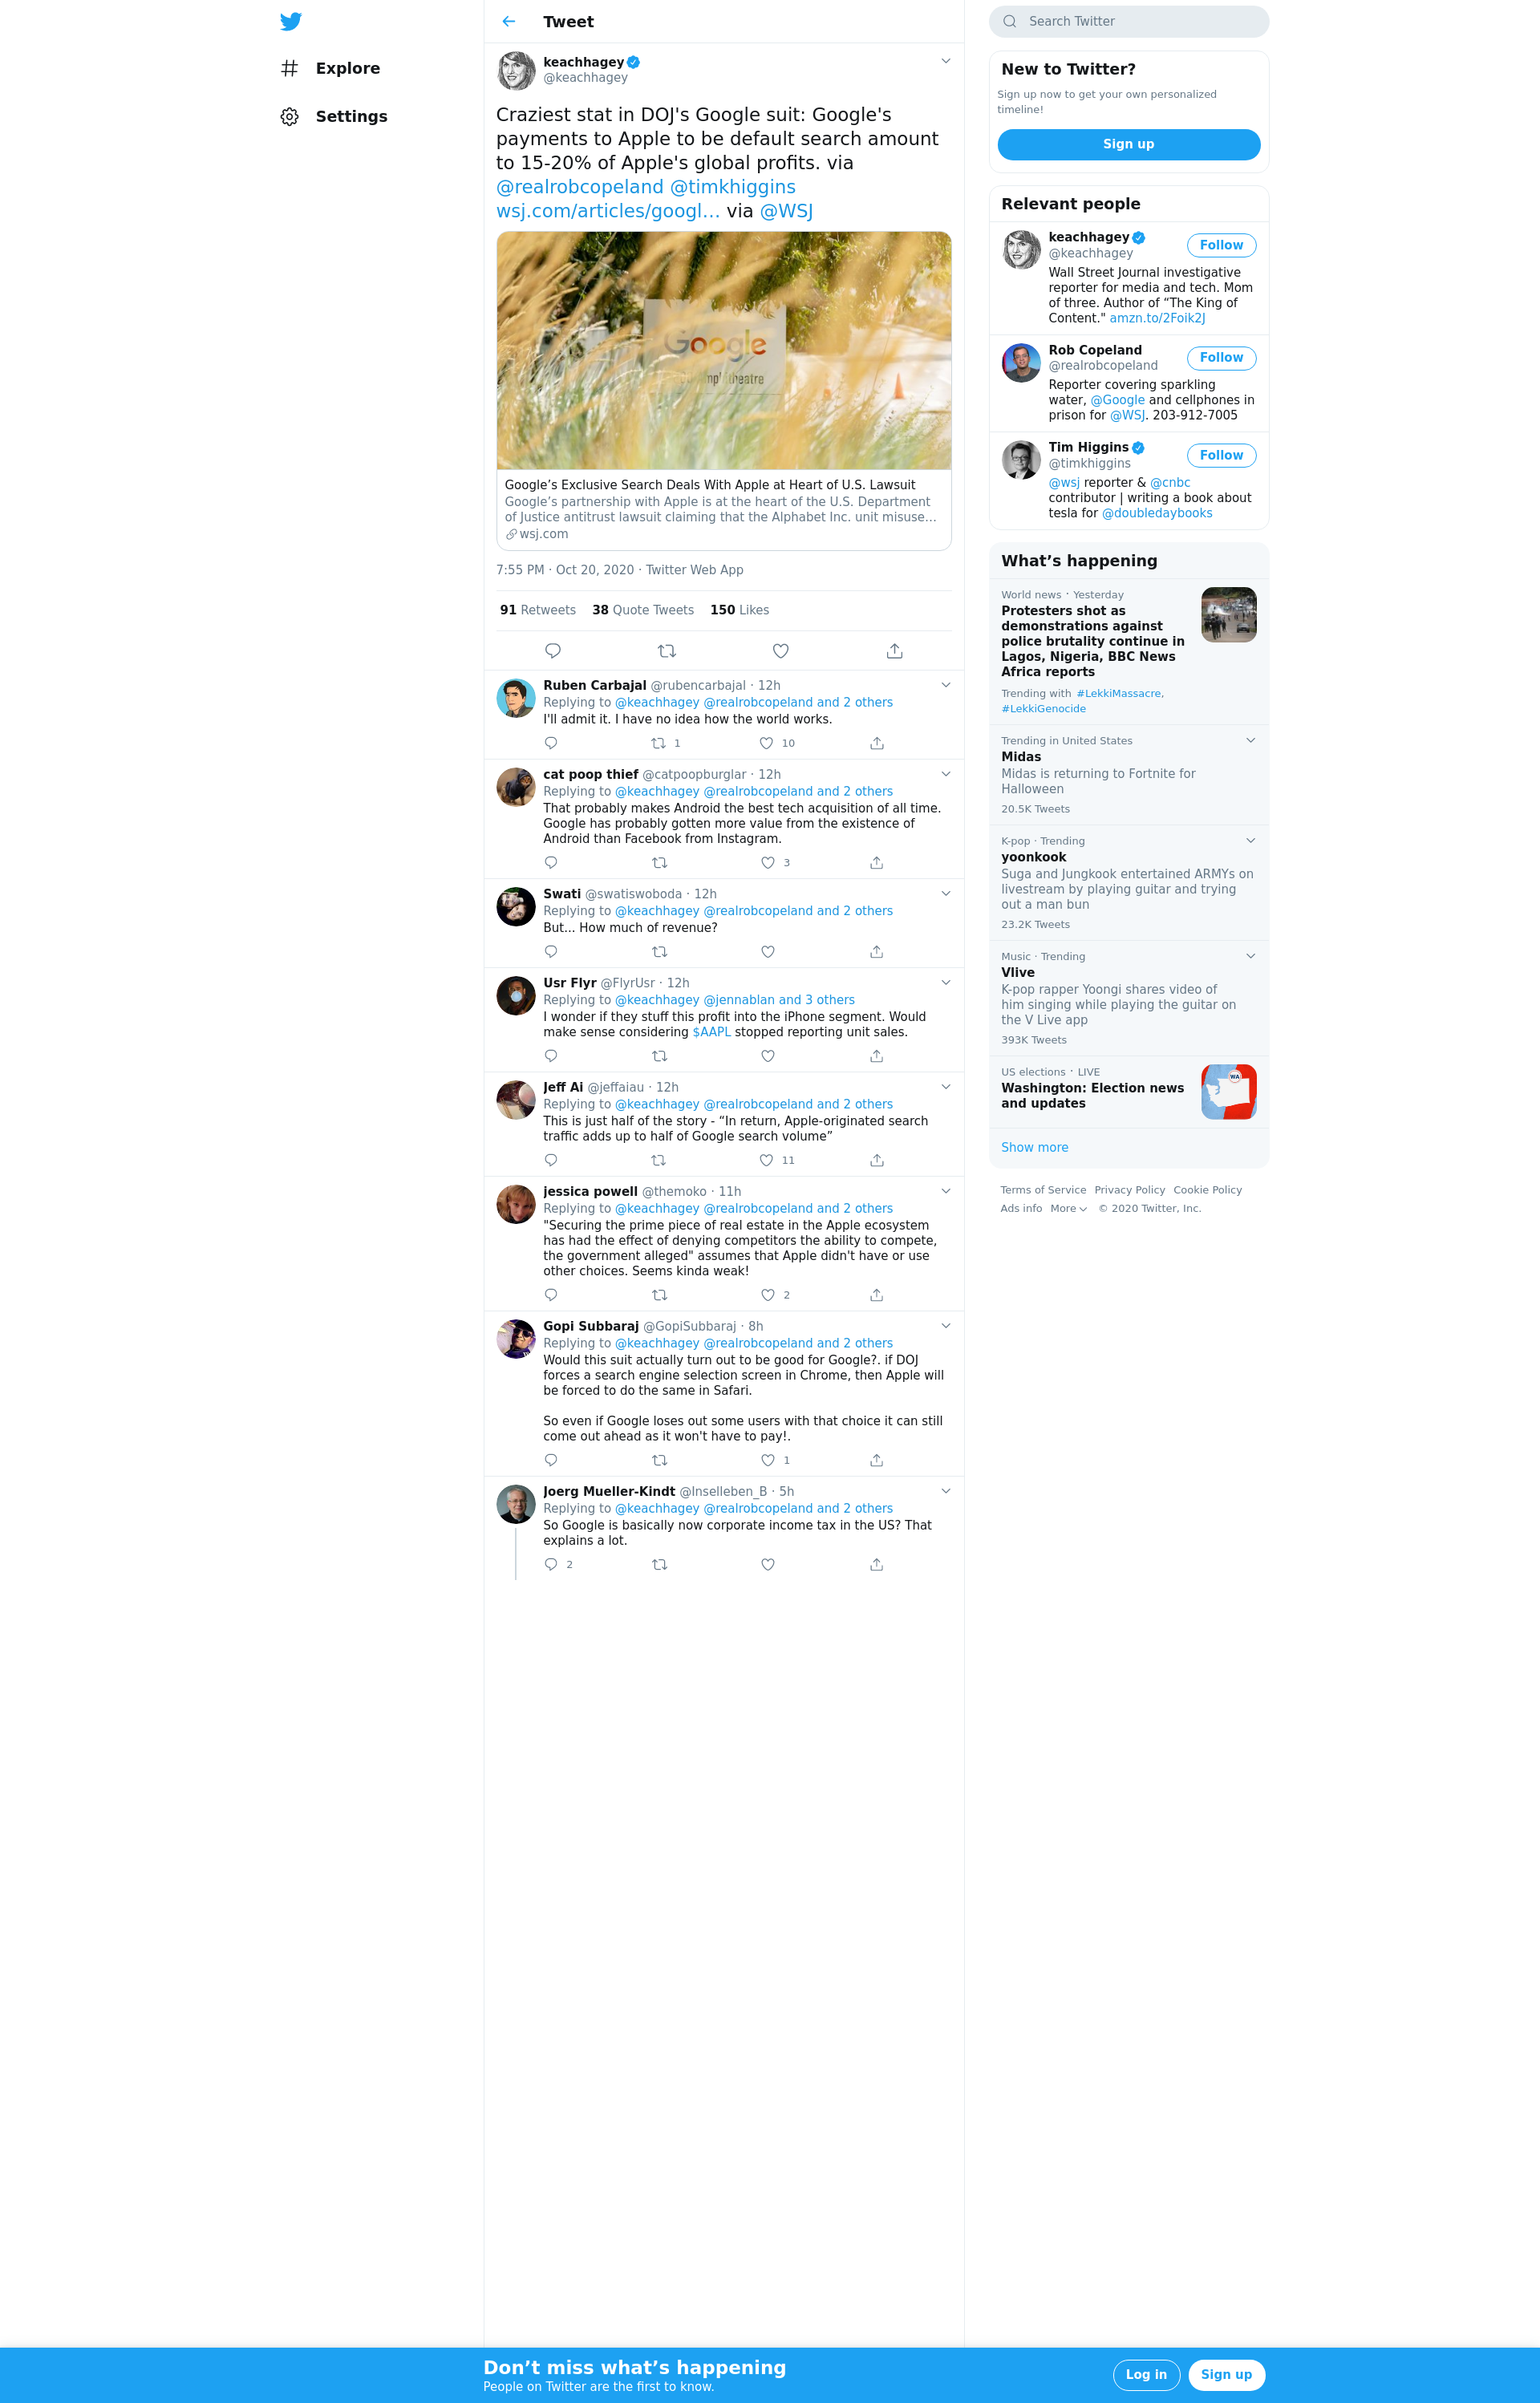 Explore
Settings
Tweet
keachhagey
@keachhagey
Craziest stat in DOJ's Google suit: Google's
payments to Apple to be default search amount
to 15-20% of Apple's global profits. via
@realrobcopeland @timkhiggins
wsj.com/articles/googl… via @WSJ
Google
theatre
Google’s Exclusive Search Deals With Apple at Heart of U.S. Lawsuit
Google’s partnership with Apple is at the heart of the U.S. Department
of Justice antitrust lawsuit claiming that the Alphabet Inc. unit misuse…
wsj.com
7:55 PM · Oct 20, 2020 · Twitter Web App
91 Retweets 38 Quote Tweets 150 Likes
Ruben Carbajal @rubencarbajal · 12h
Replying to @keachhagey @realrobcopeland and 2 others
I'll admit it. I have no idea how the world works.
1 10
cat poop thief @catpoopburglar · 12h
Replying to @keachhagey @realrobcopeland and 2 others
That probably makes Android the best tech acquisition of all time.
Google has probably gotten more value from the existence of
Android than Facebook from Instagram.
3
Swati @swatiswoboda · 12h
Replying to @keachhagey @realrobcopeland and 2 others
But... How much of revenue?
Usr Flyr @FlyrUsr · 12h
Replying to @keachhagey @jennablan and 3 others
I wonder if they stuff this profit into the iPhone segment. Would
make sense considering $AAPL stopped reporting unit sales.
Jeff Ai @jeffaiau · 12h
Replying to @keachhagey @realrobcopeland and 2 others
This is just half of the story - “In return, Apple-originated search
traffic adds up to half of Google search volume”
11
jessica powell @themoko · 11h
Replying to @keachhagey @realrobcopeland and 2 others
"Securing the prime piece of real estate in the Apple ecosystem
has had the effect of denying competitors the ability to compete,
the government alleged" assumes that Apple didn't have or use
other choices. Seems kinda weak!
2
Gopi Subbaraj @GopiSubbaraj · 8h
Replying to @keachhagey @realrobcopeland and 2 others
Would this suit actually turn out to be good for Google?. if DOJ
forces a search engine selection screen in Chrome, then Apple will
be forced to do the same in Safari.
So even if Google loses out some users with that choice it can still
come out ahead as it won't have to pay!.
1
Joerg Mueller-Kindt @Inselleben_B · 5h
Replying to @keachhagey @realrobcopeland and 2 others
So Google is basically now corporate income tax in the US? That
explains a lot.
2
Search Twitter
New to Twitter?
Sign up now to get your own personalized
timeline!
Sign up
Relevant people
keachhagey
@keachhagey
Follow
Wall Street Journal investigative
reporter for media and tech. Mom
of three. Author of “The King of
Content." amzn.to/2Foik2J
Rob Copeland
@realrobcopeland
Follow
Reporter covering sparkling
water, @Google and cellphones in
prison for @WSJ. 203-912-7005
Tim Higgins
@timkhiggins
Follow
@wsj reporter & @cnbc
contributor | writing a book about
tesla for @doubledaybooks
What’s happening
World news · Yesterday
Protesters shot as
demonstrations against
police brutality continue in
Lagos, Nigeria, BBC News
Africa reports
Trending with #LekkiMassacre,
#LekkiGenocide
Trending in United States
Midas
Midas is returning to Fortnite for
Halloween
20.5K Tweets
K-pop · Trending
yoonkook
Suga and Jungkook entertained ARMYs on
livestream by playing guitar and trying
out a man bun
23.2K Tweets
Music · Trending
Vlive
K-pop rapper Yoongi shares video of
him singing while playing the guitar on
the V Live app
393K Tweets
US elections · LIVE
Washington: Election news
and updates
WA
Show more
Terms of Service Privacy Policy Cookie Policy
Ads info More © 2020 Twitter, Inc.
Don’t miss what’s happening
People on Twitter are the first to know.
Log in
Sign up